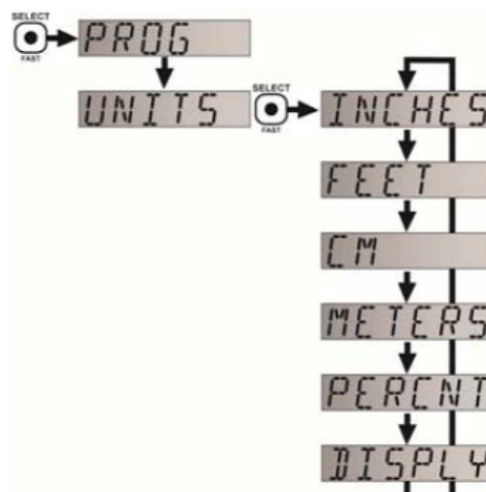 SELECT
FAST
PROG
UNITS
SELECT
FAST
INCHES
FEET
CM
METERS
PERCNT
DISPLY